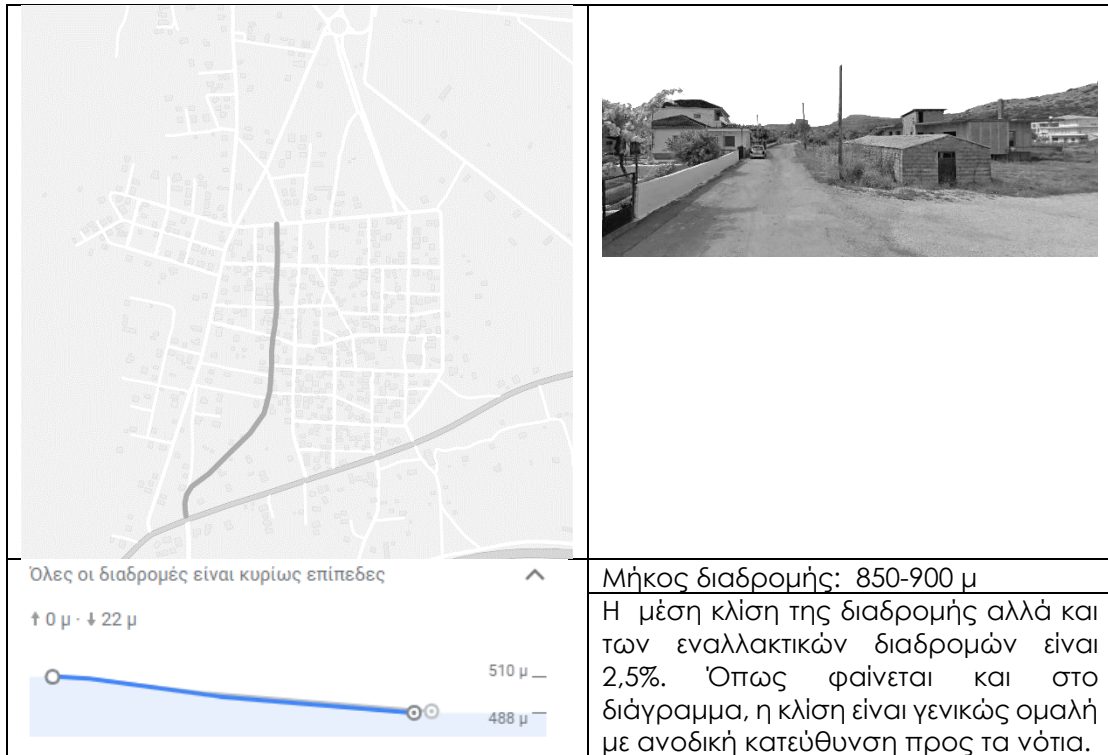 Όλες οι διαδρομές είναι κυρίως επίπεδες
↑ 0 μ · ↓ 22 μ
510 μ
488 μ
Μήκος διαδρομής: 850-900 μ
Η μέση κλίση της διαδρομής αλλά και
των εναλλακτικών διαδρομών είναι
2,5%. Όπως φαίνεται και στο
διάγραμμα, η κλίση είναι γενικώς ομαλή
με ανοδική κατεύθυνση προς τα νότια.